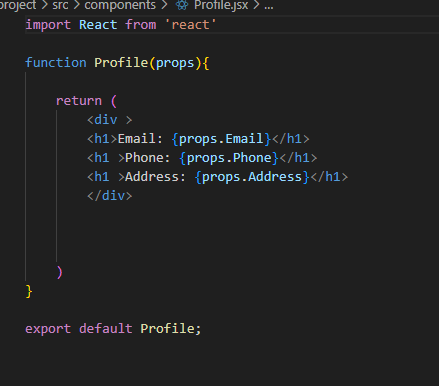 project > src > components > Profile.jsx > ...
import React from 'react'
function Profile(props){
return (
<div >
<h1>Email: {props.Email}</h1>
<h1 >Phone: {props.Phone}</h1>
<h1 >Address: {props.Address}</h1>
</div>
)
}
export default Profile;